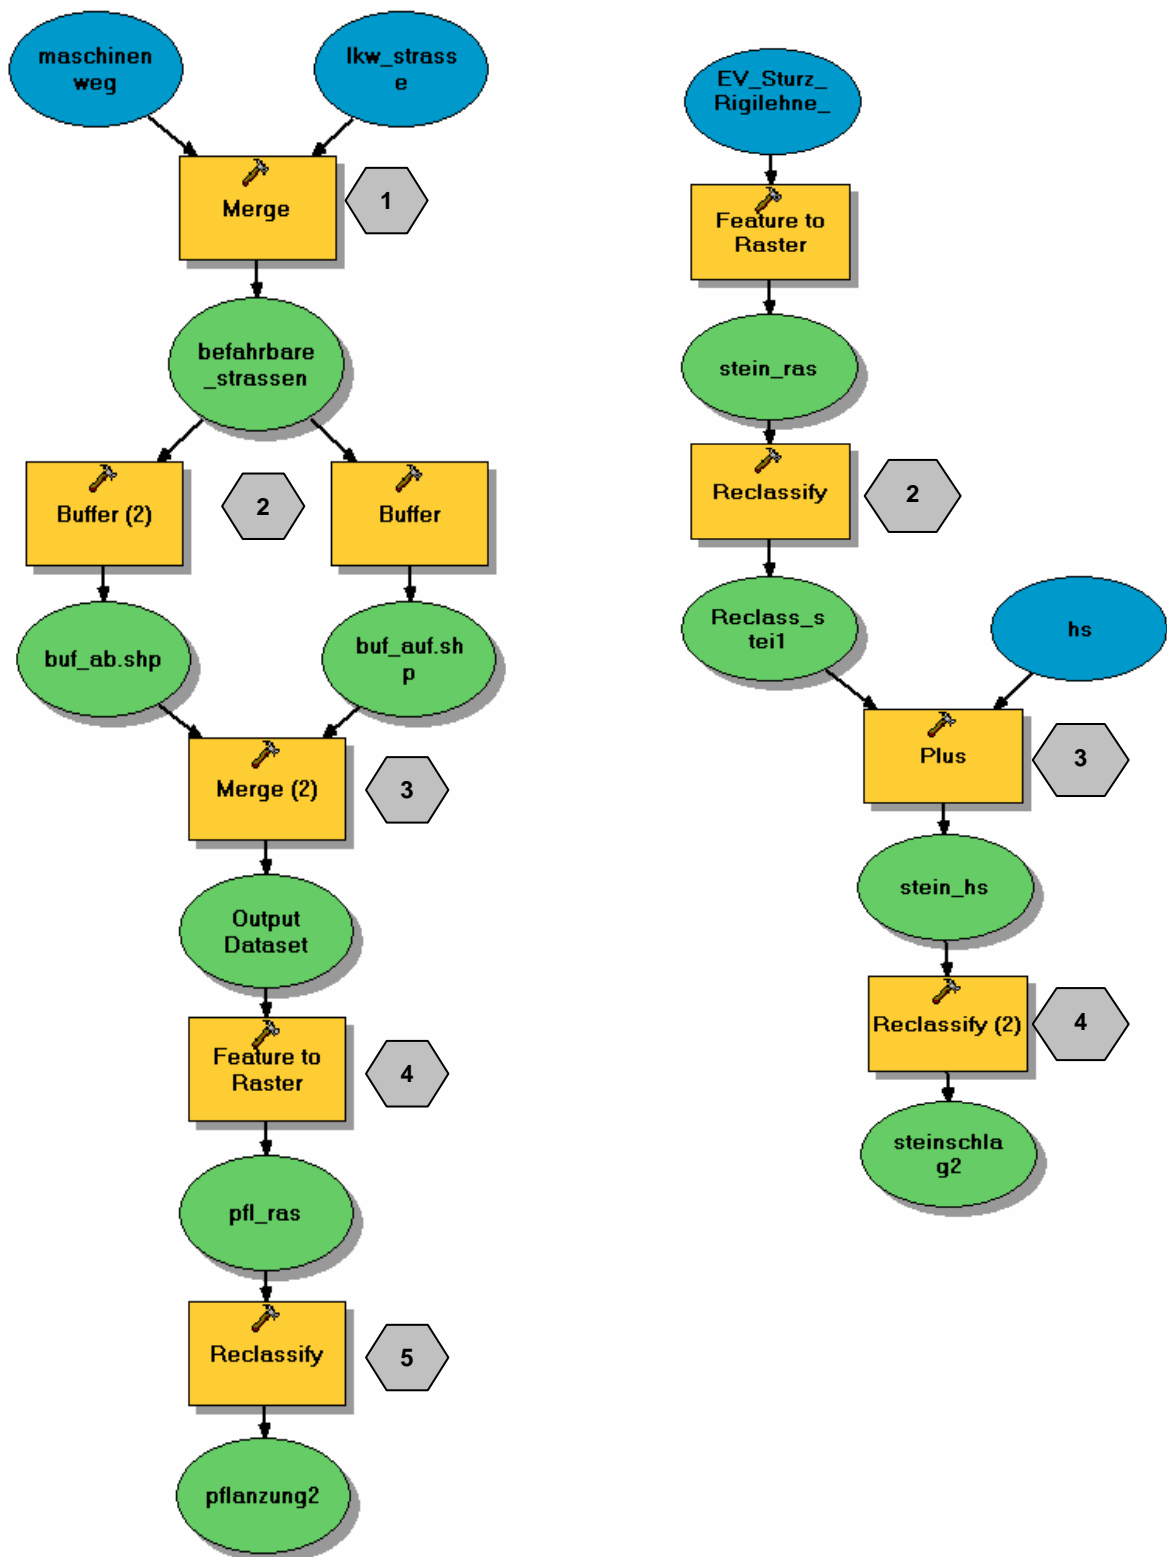 maschinen
weg
lkw_strass
e
Merge
1
befahrbare
_strassen
Buffer (2)
2
Buffer
buf_ab.shp
buf_auf.sh
p
Merge (2)
3
Output
Dataset
Feature to
Raster
4
pfl_ras
Reclassify
5
pflanzung2
EV_Sturz_
Rigilehne_
Feature to
Raster
stein_ras
Reclassify
2
Reclass_s
tei1
hs
Plus
3
stein_hs
Reclassify (2)
4
steinschla
g2